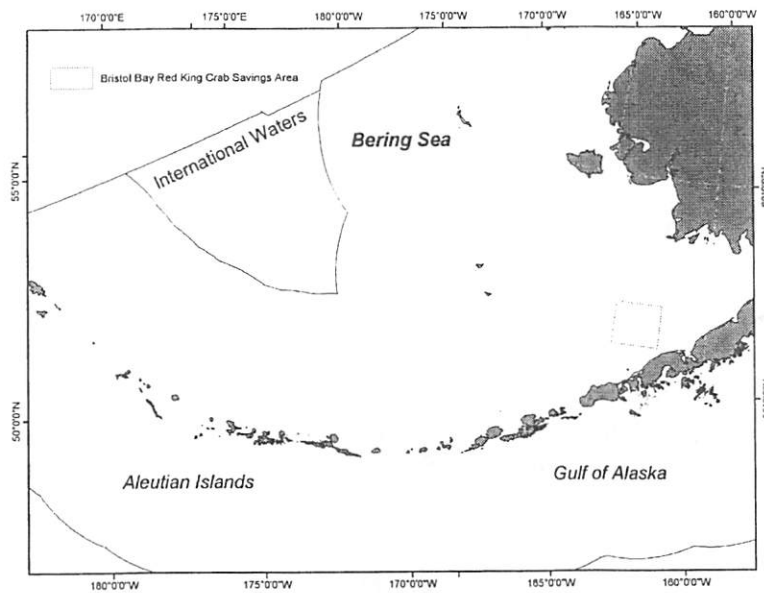 170°0'0"E 175°0'0"E 180°0'0" 175°0'0"W 170°0'0"W 165°0'0"W 160°0'0"W
Bristol Bay Red King Crab Savings Area
International Waters
Bering Sea
55°0'0"N
50°0'0"N
Aleutian Islands
Gulf of Alaska
180°0'0" 175°0'0"W 170°0'0"W 165°0'0"W 160°0'0"W